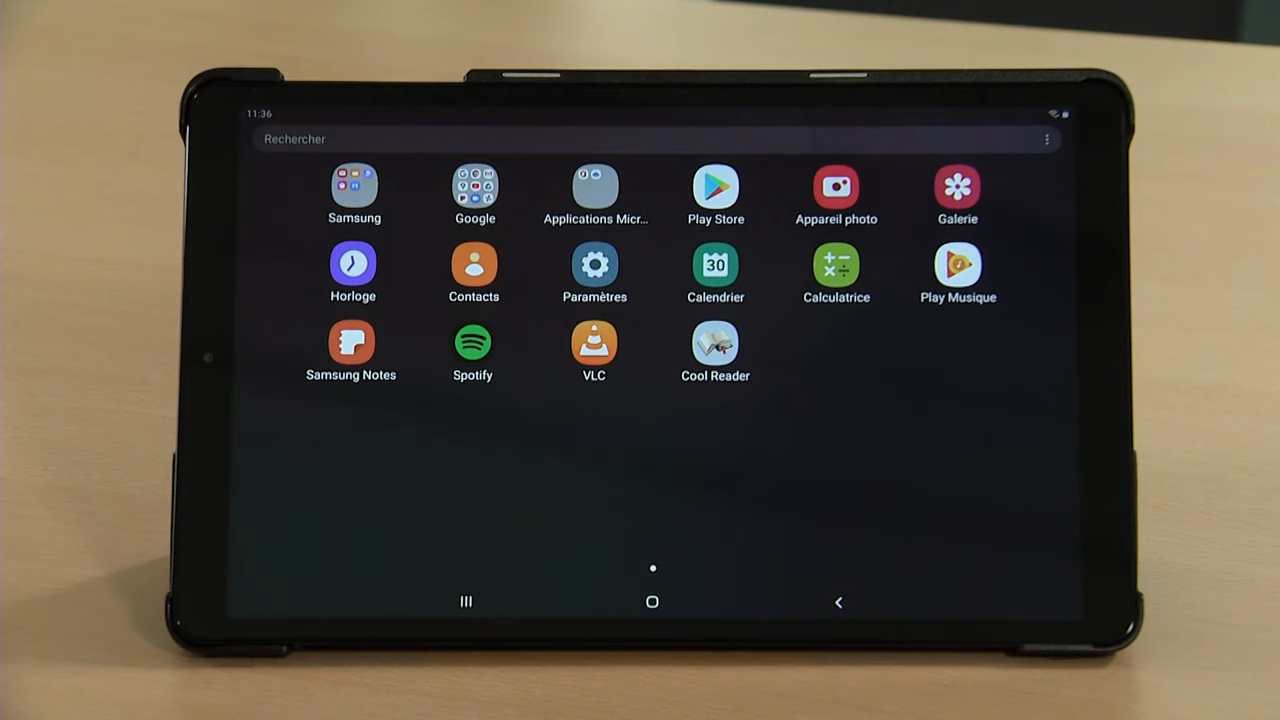 11:36
Rechercher
Samsung
Google
Applications Micr...
Play Store
Appareil photo
Galerie
Horloge
Contacts
Paramètres
30
Calendrier
Calculatrice
Play Musique
Samsung Notes
Spotify
VLC
Cool Reader